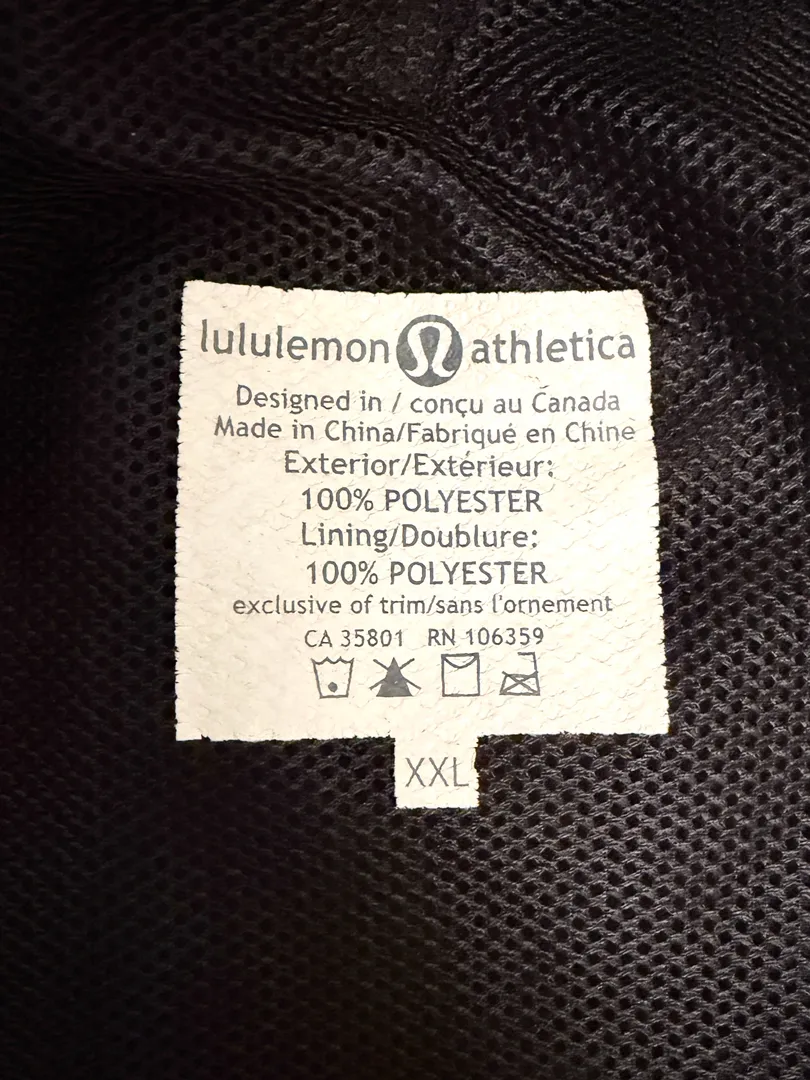 lululemon athletica
Designed in / conçu au Canada
Made in China/Fabriqué en Chine
Exterior/Extérieur:
100% POLYESTER
Lining/Doublure:
100% POLYESTER
exclusive of trim/sans l'ornement
CA 35801 RN 106359
XXL